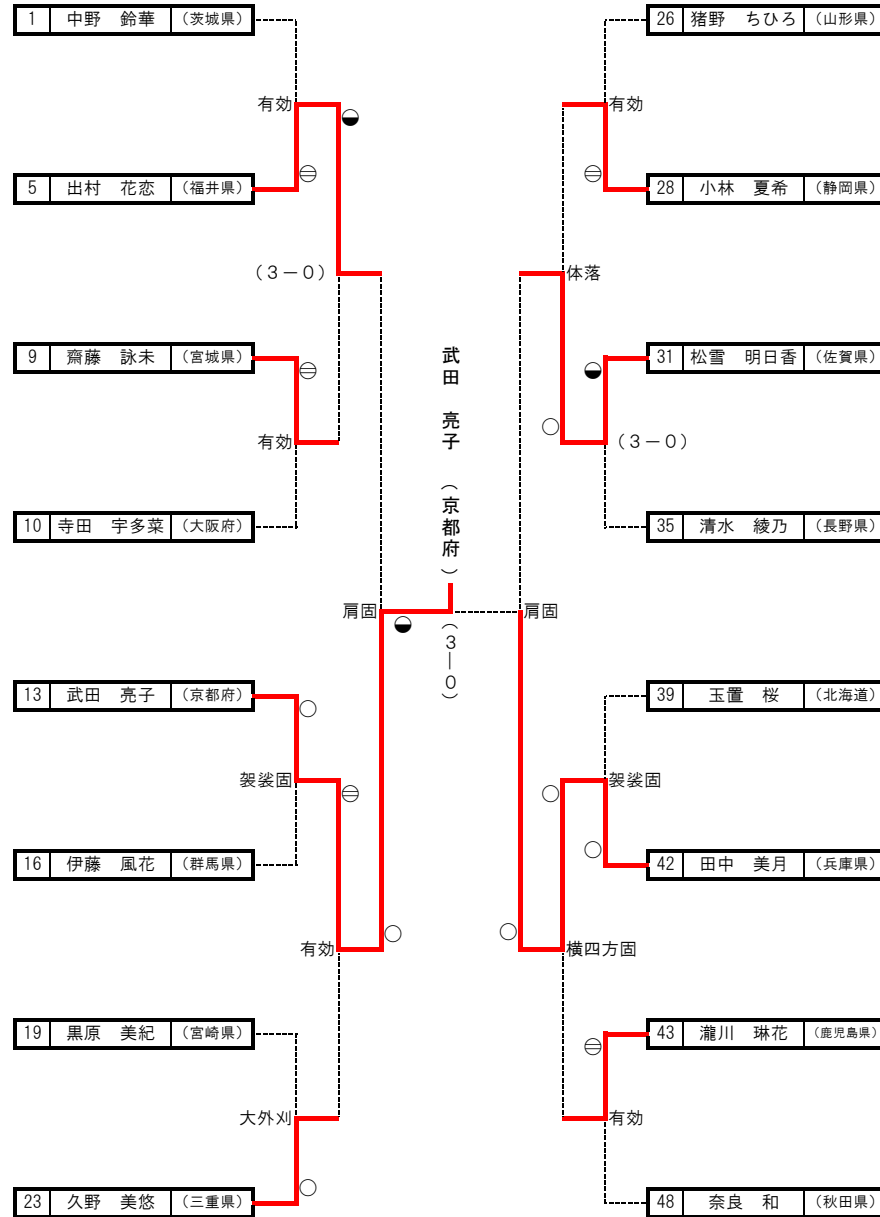 1 中野 鈴華 (茨城県)
26 猪野 ちひろ (山形県)
有効
有効
5 出村 花恋 (福井県)
28 小林 夏希 (静岡県)
(3-0)
体落
9 齋藤 詠未 (宮城県)
31 松雪 明日香 (佐賀県)
有効
(3-0)
10 寺田 宇多菜 (大阪府)
35 清水 綾乃 (長野県)
武田 亮子 (京都府)
肩固
肩固
(3-0)
13 武田 亮子 (京都府)
39 玉置 桜 (北海道)
袈裟固
袈裟固
16 伊藤 風花 (群馬県)
42 田中 美月 (兵庫県)
有効
横四方固
19 黒原 美紀 (宮崎県)
43 瀧川 琳花 (鹿児島県)
大外刈
有効
23 久野 美悠 (三重県)
48 奈良 和 (秋田県)